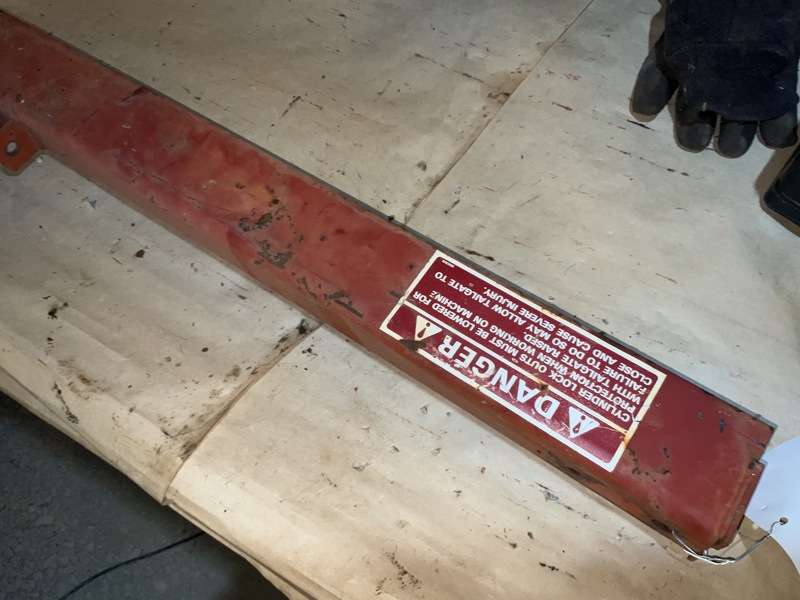 DANGER
CYLINDER LOCK OUTS MUST BE LOWERED FOR
PROTECTION WHEN WORKING ON MACHINE
WITH TAILGATE RAISED.
FAILURE TO DO SO MAY ALLOW TAILGATE TO
CLOSE AND CAUSE SEVERE INJURY.